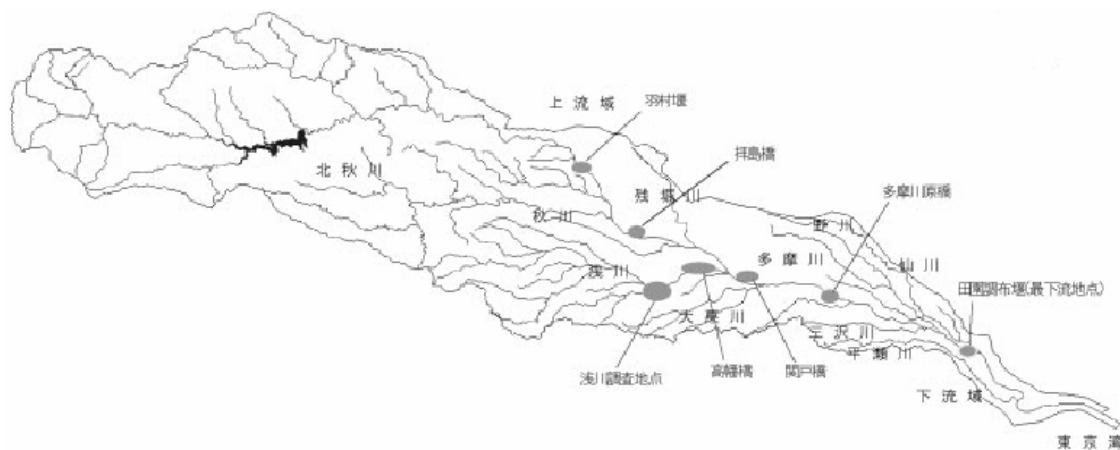 上流域
羽村堰
拝島橋
北秋川
残堀川
多摩川原橋
秋川
野川
多摩川
仙川
浅川
田園調布堰(最下流地点)
大栗川
三沢川
平瀬川
浅川調査地点
高幡橋
関戸橋
下流域
東京湾